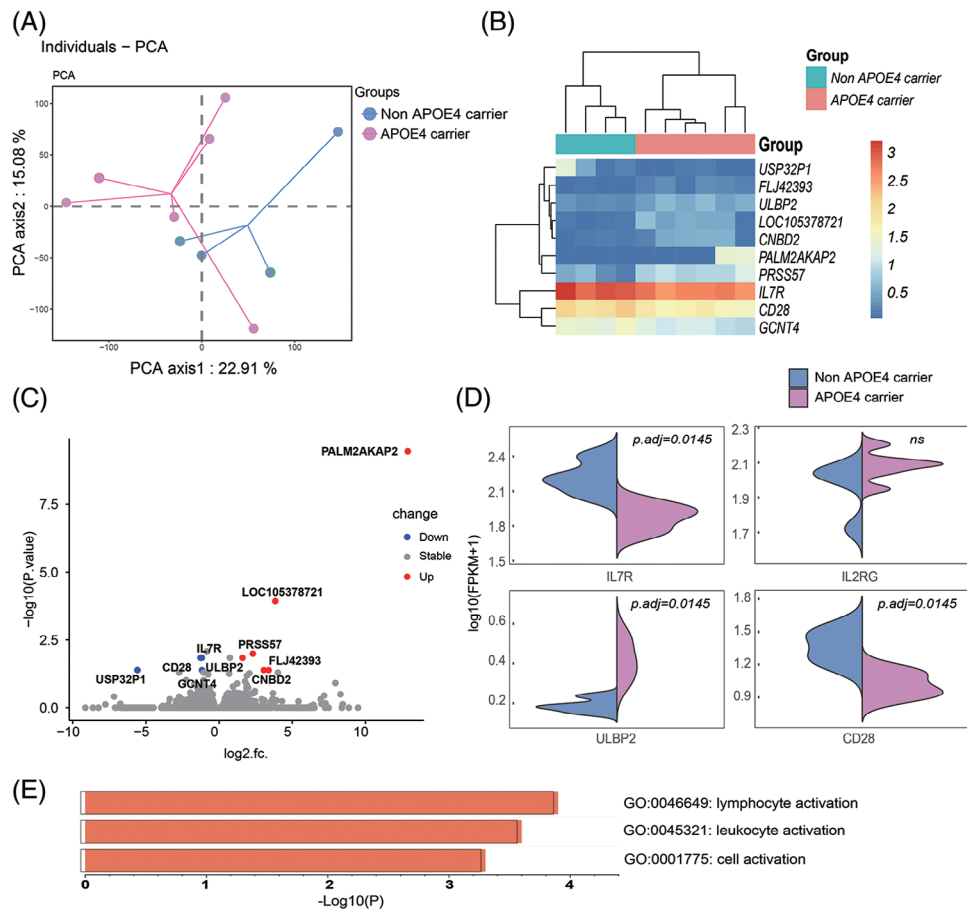 (A)
Individuals – PCA
PCA
PCA axis2 : 15.08 %
100
50
0
−50
−100
−100
0
100
PCA axis1 : 22.91 %
Groups
Non APOE4 carrier
APOE4 carrier
(B)
Group
Non APOE4 carrier
APOE4 carrier
Group
USP32P1
FLJ42393
ULBP2
LOC105378721
CNBD2
PALM2AKAP2
PRSS57
IL7R
CD28
GCNT4
3
2.5
2
1.5
1
0.5
(C)
−log10(P.value)
7.5
5.0
2.5
0.0
−10
−5
0
5
10
log2.fc.
PALM2AKAP2
LOC105378721
IL7R
PRSS57
CD28
ULBP2
FLJ42393
USP32P1
GCNT4
CNBD2
change
Down
Stable
Up
(D)
Non APOE4 carrier
APOE4 carrier
log10(FPKM+1)
p.adj=0.0145
2.4
2.1
1.8
1.5
IL7R
ns
2.3
2.1
1.9
1.7
IL2RG
p.adj=0.0145
0.6
0.4
0.2
ULBP2
p.adj=0.0145
1.8
1.5
1.2
0.9
CD28
(E)
GO:0046649: lymphocyte activation
GO:0045321: leukocyte activation
GO:0001775: cell activation
0
1
2
3
4
-Log10(P)